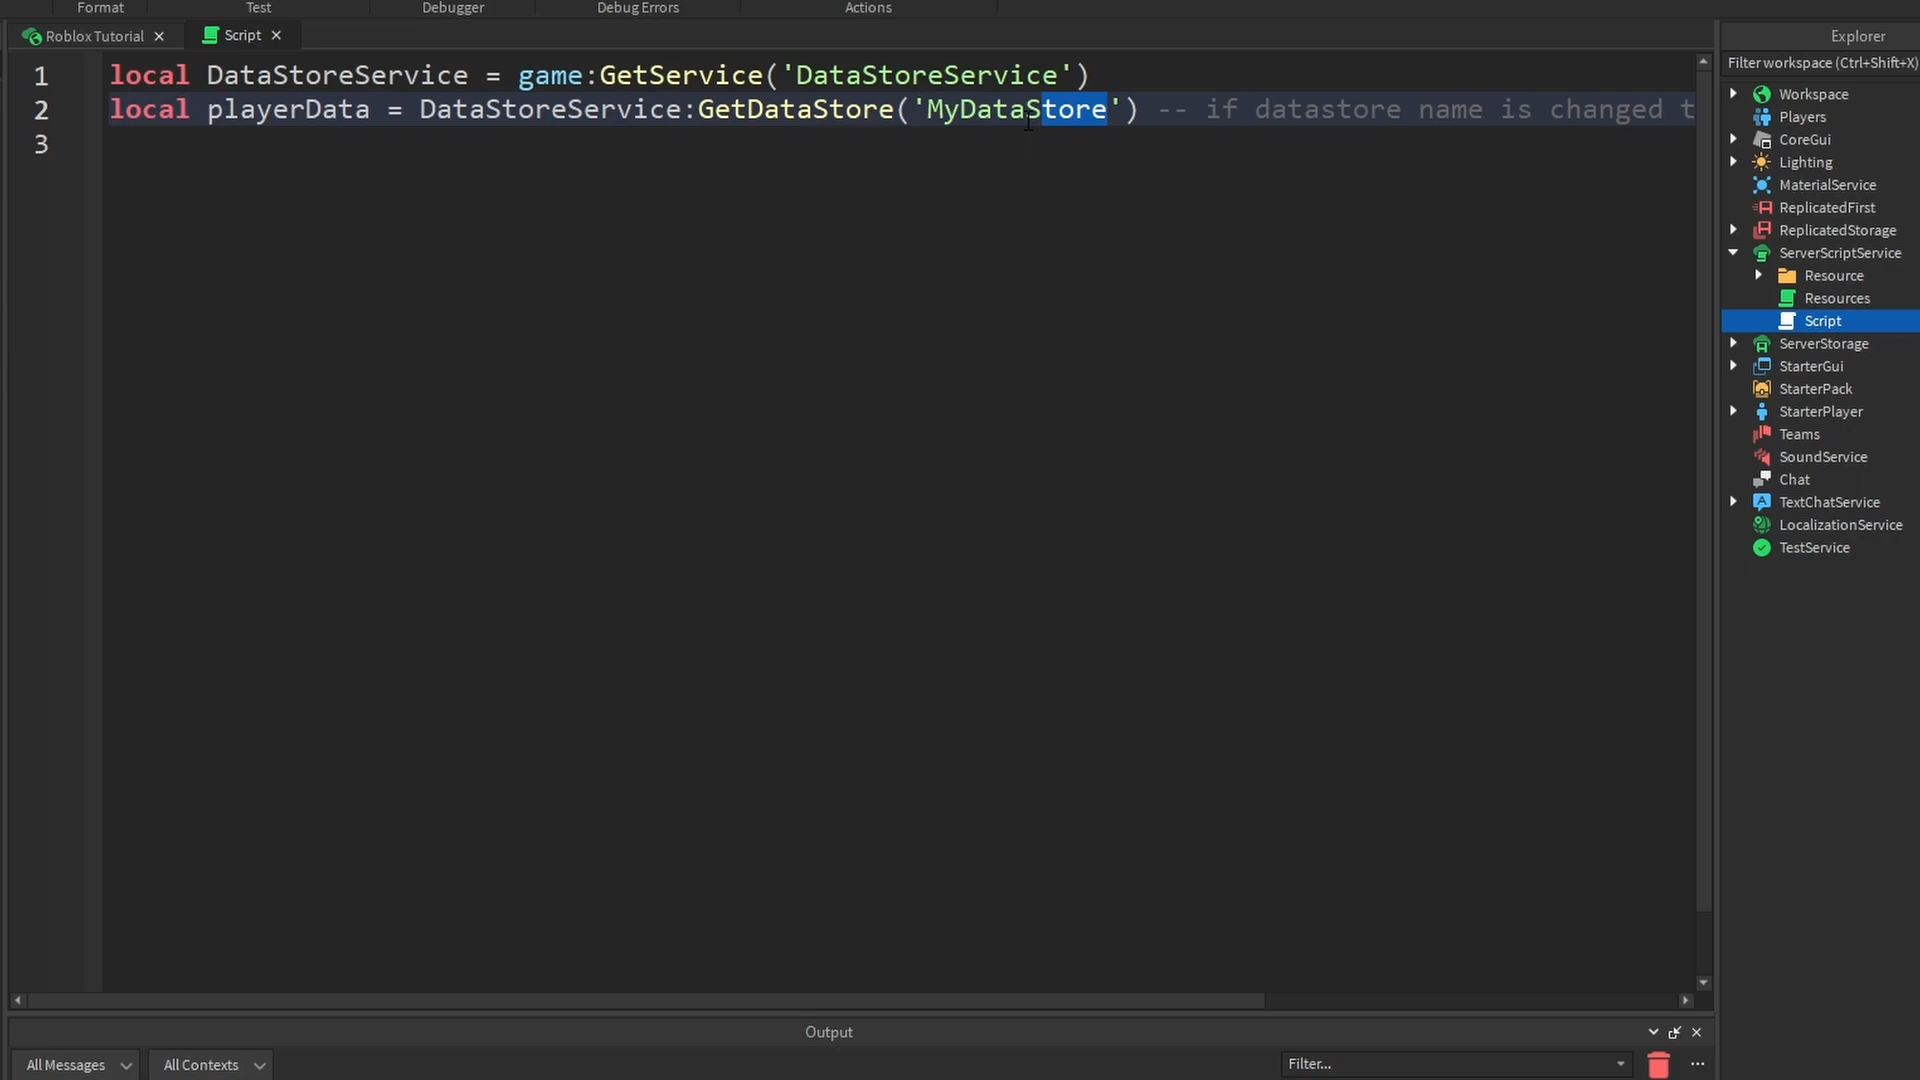 Format Test Debugger Debug Errors Actions
Roblox Tutorial Script
Explorer
Filter workspace (Ctrl+Shift+X)
1 local DataStoreService = game:GetService('DataStoreService')
2 local playerData = DataStoreService:GetDataStore('MyDataStore') -- if datastore name is changed t
3
Workspace
Players
CoreGui
Lighting
MaterialService
ReplicatedFirst
ReplicatedStorage
ServerScriptService
Resource
Resources
Script
ServerStorage
StarterGui
StarterPack
StarterPlayer
Teams
SoundService
Chat
TextChatService
LocalizationService
TestService
Output
All Messages All Contexts Filter...